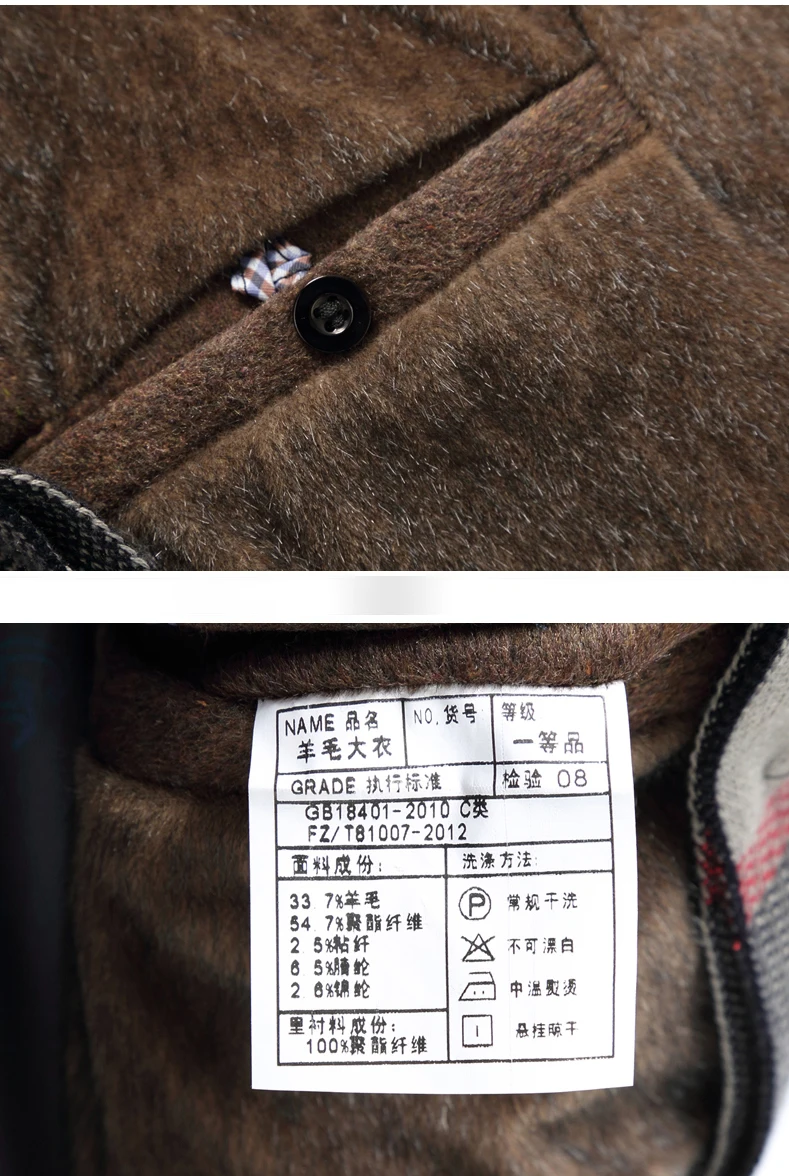 NAME 品名
羊毛大衣
NO.货号
等级
一等品
GRADE 执行标准
检验 08
GB18401-2010 C类
FZ/T81007-2012
面料成份:
33 7%羊毛
54 7%聚酯纤维
2 5%粘纤
6 5%腈纶
2 6%锦纶
里衬料成份:
100%聚酯纤维
洗涤方法:
P 常规干洗
不可漂白
中温熨烫
悬挂晾干